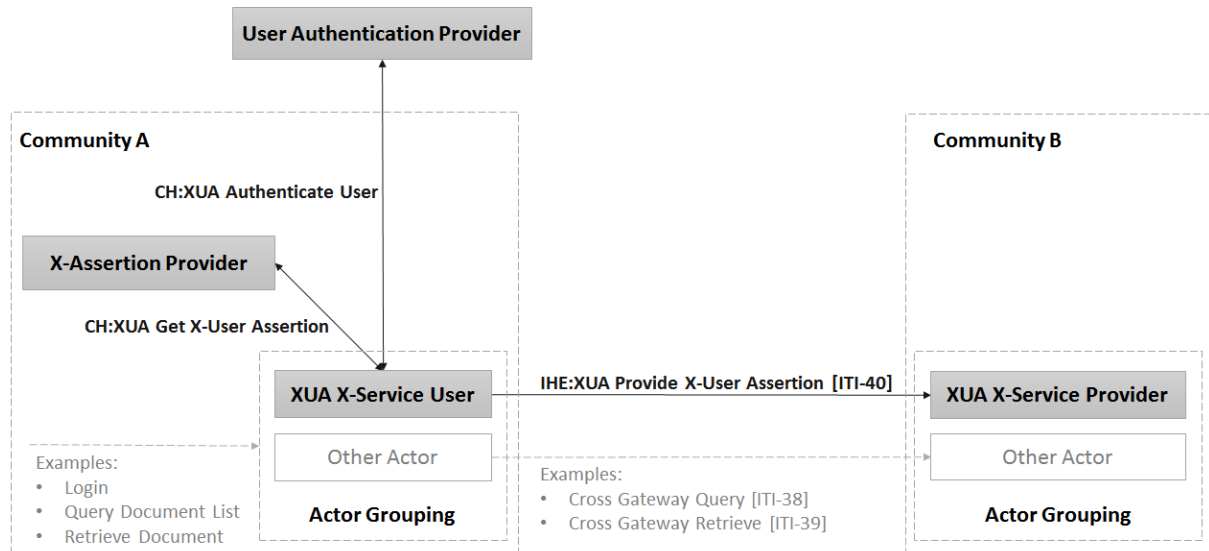 User Authentication Provider
Community A
Community B
CH:XUA Authenticate User
X-Assertion Provider
CH:XUA Get X-User Assertion
XUA X-Service User
IHE:XUA Provide X-User Assertion [ITI-40]
XUA X-Service Provider
Other Actor
Other Actor
Examples:
• Login
• Query Document List
• Retrieve Document
Actor Grouping
Examples:
• Cross Gateway Query [ITI-38]
• Cross Gateway Retrieve [ITI-39]
Actor Grouping